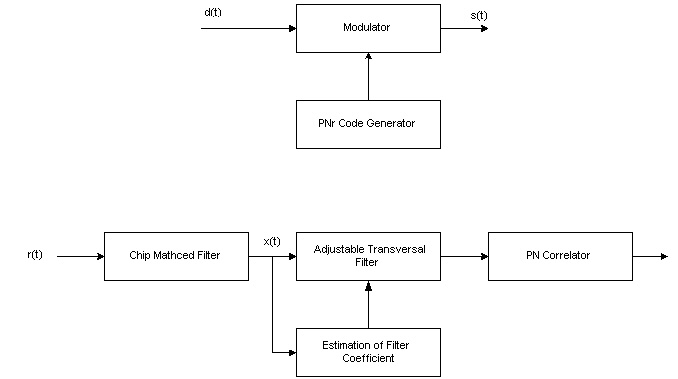 d(t)
Modulator
s(t)
PNr Code Generator
r(t)
Chip Mathced Filter
x(t)
Adjustable Transversal
Filter
PN Correlator
Estimation of Filter
Coefficient